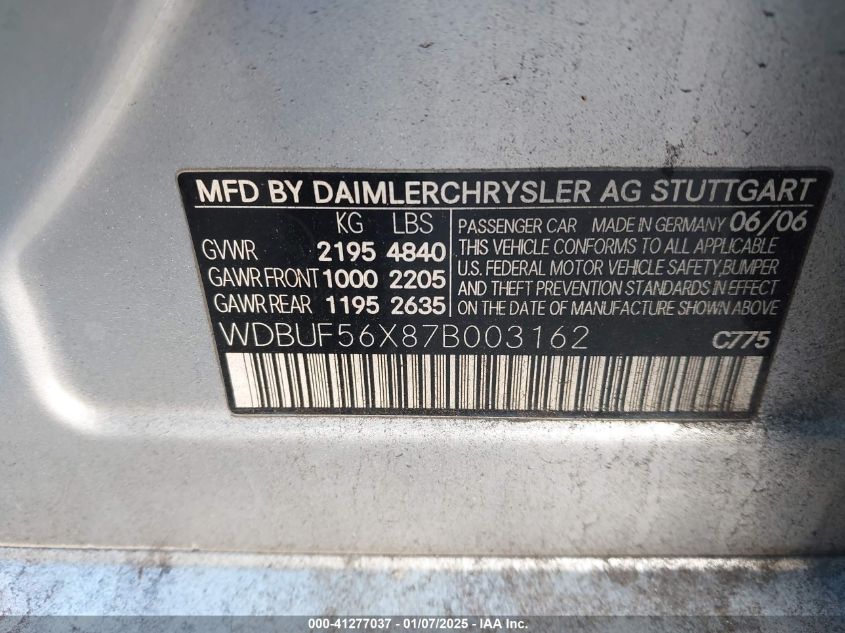 MFD BY DAIMLERCHRYSLER AG STUTTGART
KG LBS
GVWR 2195 4840
GAWR FRONT 1000 2205
GAWR REAR 1195 2635
PASSENGER CAR MADE IN GERMANY 06/06
THIS VEHICLE CONFORMS TO ALL APPLICABLE
U.S. FEDERAL MOTOR VEHICLE SAFETY,BUMPER
AND THEFT PREVENTION STANDARDS IN EFFECT
ON THE DATE OF MANUFACTURE SHOWN ABOVE
WDBUF56X87B003162 C775
000-41277037 - 01/07/2025 - IAA Inc.